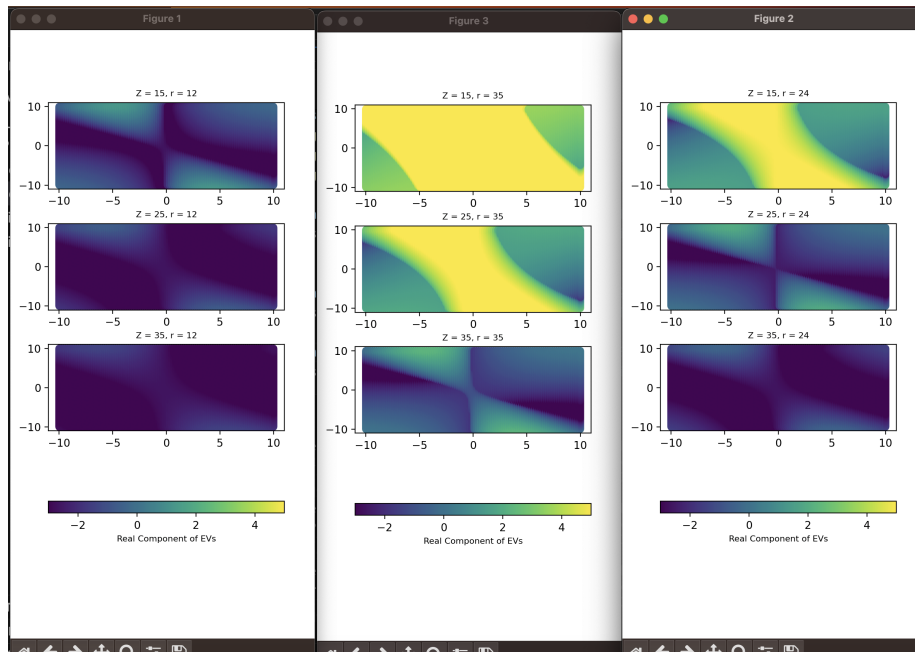 Figure 1
Z = 15, r = 12
10
0
−10
−10 −5 0 5 10
Z = 25, r = 12
10
0
−10
−10 −5 0 5 10
Z = 35, r = 12
10
0
−10
−10 −5 0 5 10
−2 0 2 4
Real Component of EVs
Figure 3
Z = 15, r = 35
10
0
−10
−10 −5 0 5 10
Z = 25, r = 35
10
0
−10
−10 −5 0 5 10
Z = 35, r = 35
10
0
−10
−10 −5 0 5 10
−2 0 2 4
Real Component of EVs
Figure 2
Z = 15, r = 24
10
0
−10
−10 −5 0 5 10
Z = 25, r = 24
10
0
−10
−10 −5 0 5 10
Z = 35, r = 24
10
0
−10
−10 −5 0 5 10
−2 0 2 4
Real Component of EVs